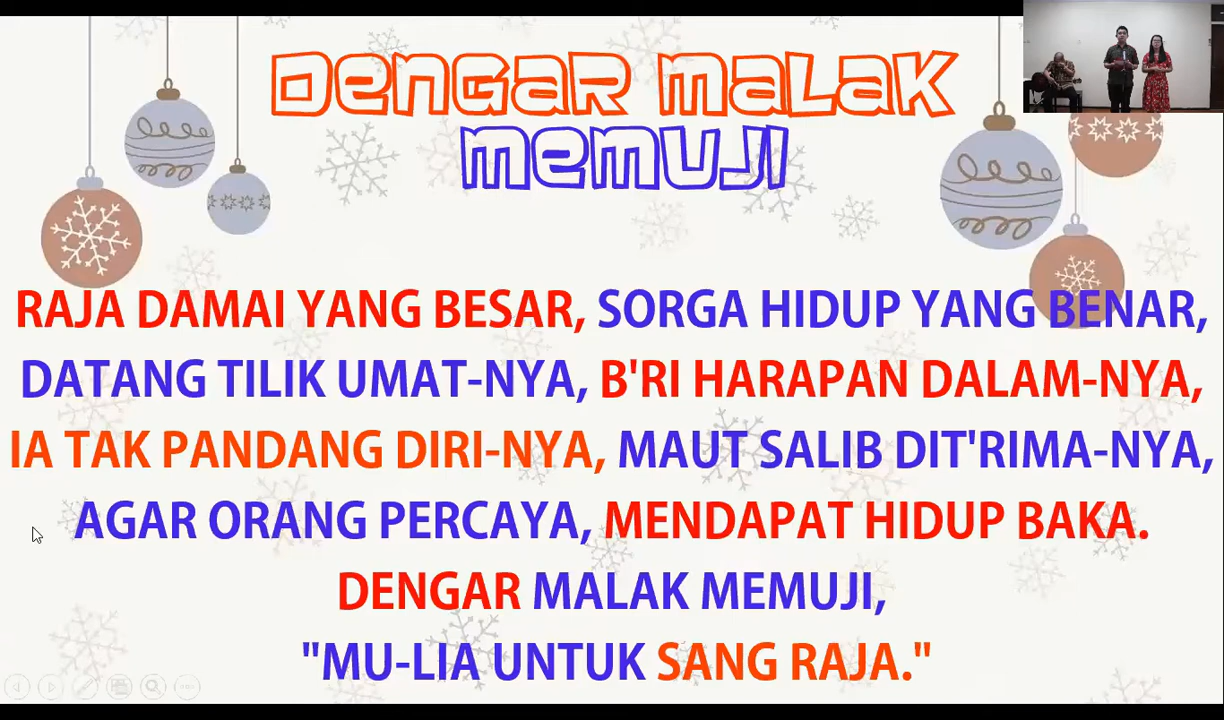 DENGAR MALAK
MEMUJI
RAJA DAMAI YANG BESAR, SORGA HIDUP YANG BENAR,
DATANG TILIK UMAT-NYA, B'RI HARAPAN DALAM-NYA,
IA TAK PANDANG DIRI-NYA, MAUT SALIB DIT'RIMA-NYA,
AGAR ORANG PERCAYA, MENDAPAT HIDUP BAKA.
DENGAR MALAK MEMUJI,
"MU-LIA UNTUK SANG RAJA."